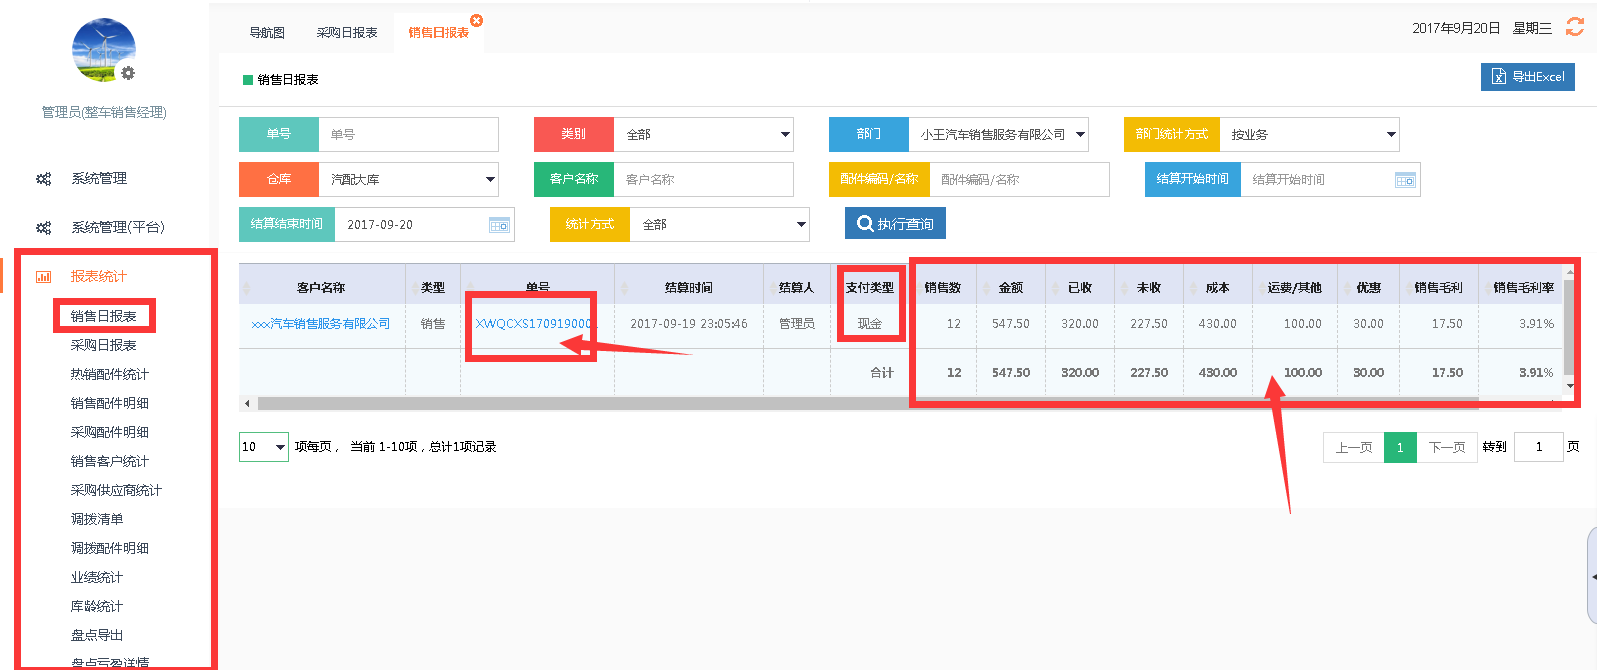 导航图 采购日报表 销售日报表
2017年9月20日 星期三
管理员(整车销售经理)
系统管理
系统管理(平台)
报表统计
销售日报表
采购日报表
热销配件统计
销售配件明细
采购配件明细
销售客户统计
采购供应商统计
调拨清单
调拨配件明细
业绩统计
库龄统计
盘点导出
盘点亏盈详情
销售日报表
导出Excel
单号 单号 类别 全部 部门 小王汽车销售服务有限公司 部门统计方式 按业务
仓库 汽配大库 客户名称 客户名称 配件编码/名称 配件编码/名称 结算开始时间 结算开始时间
结算结束时间 2017-09-20 统计方式 全部 执行查询
客户名称 类型 单号 结算时间 结算人 支付类型 销售数 金额 已收 未收 成本 运费/其他 优惠 销售毛利 销售毛利率
xxx汽车销售服务有限公司 销售 XWQCXS170919000 2017-09-19 23:05:46 管理员 现金 12 547.50 320.00 227.50 430.00 100.00 30.00 17.50 3.91%
合计 12 547.50 320.00 227.50 430.00 100.00 30.00 17.50 3.91%
10 项每页， 当前 1-10项，总计1项记录
上一页 1 下一页 转到 1 页